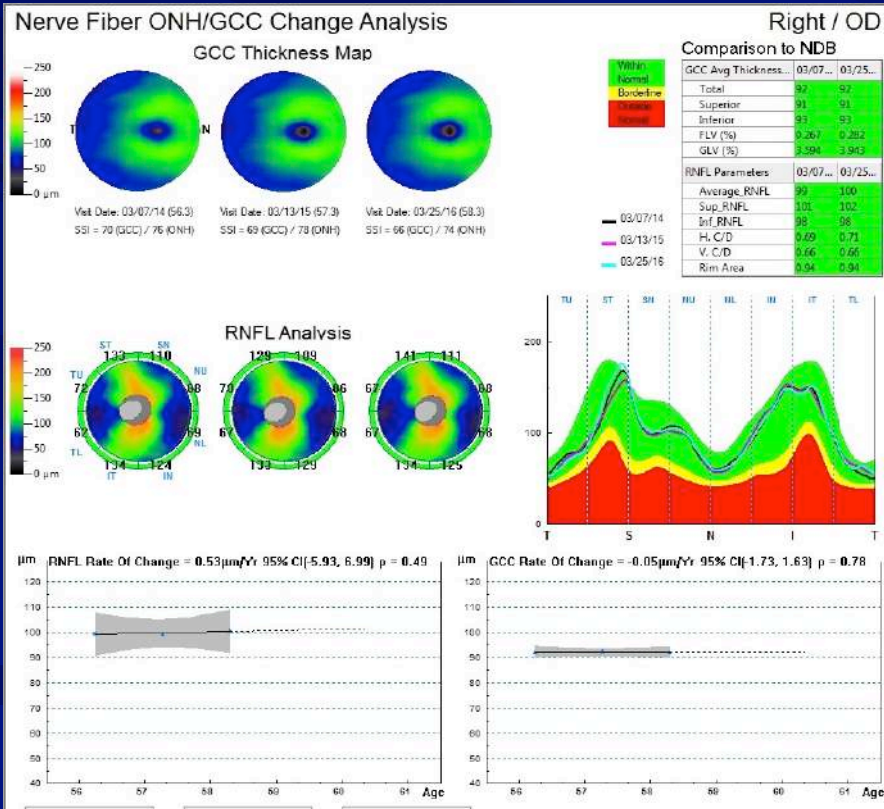 Nerve Fiber ONH/GCC Change Analysis
Right / OD
GCC Thickness Map
250
200
150
100
50
0 µm
T
N
Visit Date: 03/07/14 (56.3)
SSI = 70 (GCC) / 76 (ONH)
Visit Date: 03/13/15 (57.3)
SSI = 69 (GCC) / 78 (ONH)
Visit Date: 03/25/16 (58.3)
SSI = 66 (GCC) / 74 (ONH)
Within
Normal
Borderline
Outside
Normal
Comparison to NDB
GCC Avg Thickness... 03/07... 03/25...
Total 92 92
Superior 91 91
Inferior 93 93
FLV (%) 0.267 0.282
GLV (%) 3.594 3.943
RNFL Parameters 03/07... 03/25...
Average_RNFL 99 100
Sup_RNFL 101 102
Inf_RNFL 98 98
H. C/D 0.69 0.71
V. C/D 0.66 0.66
Rim Area 0.94 0.94
03/07/14
03/13/15
03/25/16
RNFL Analysis
250
200
150
100
50
0 µm
ST SN
133 110
TU NU
72 68
62 69
TL NL
134 124
IT IN
129 109
70 66
67 67
133 129
141 111
67 68
134 125
TU ST SN NU NL IN IT TL
200
100
0
T S N I T
µm RNFL Rate Of Change = 0.53µm/Yr 95% CI(-5.93, 6.99) p = 0.49
120
110
100
90
80
70
60
50
40
56 57 58 59 60 61 Age
µm GCC Rate Of Change = -0.05µm/Yr 95% CI(-1.73, 1.63) p = 0.78
120
110
100
90
80
70
60
50
40
56 57 58 59 60 61 Age